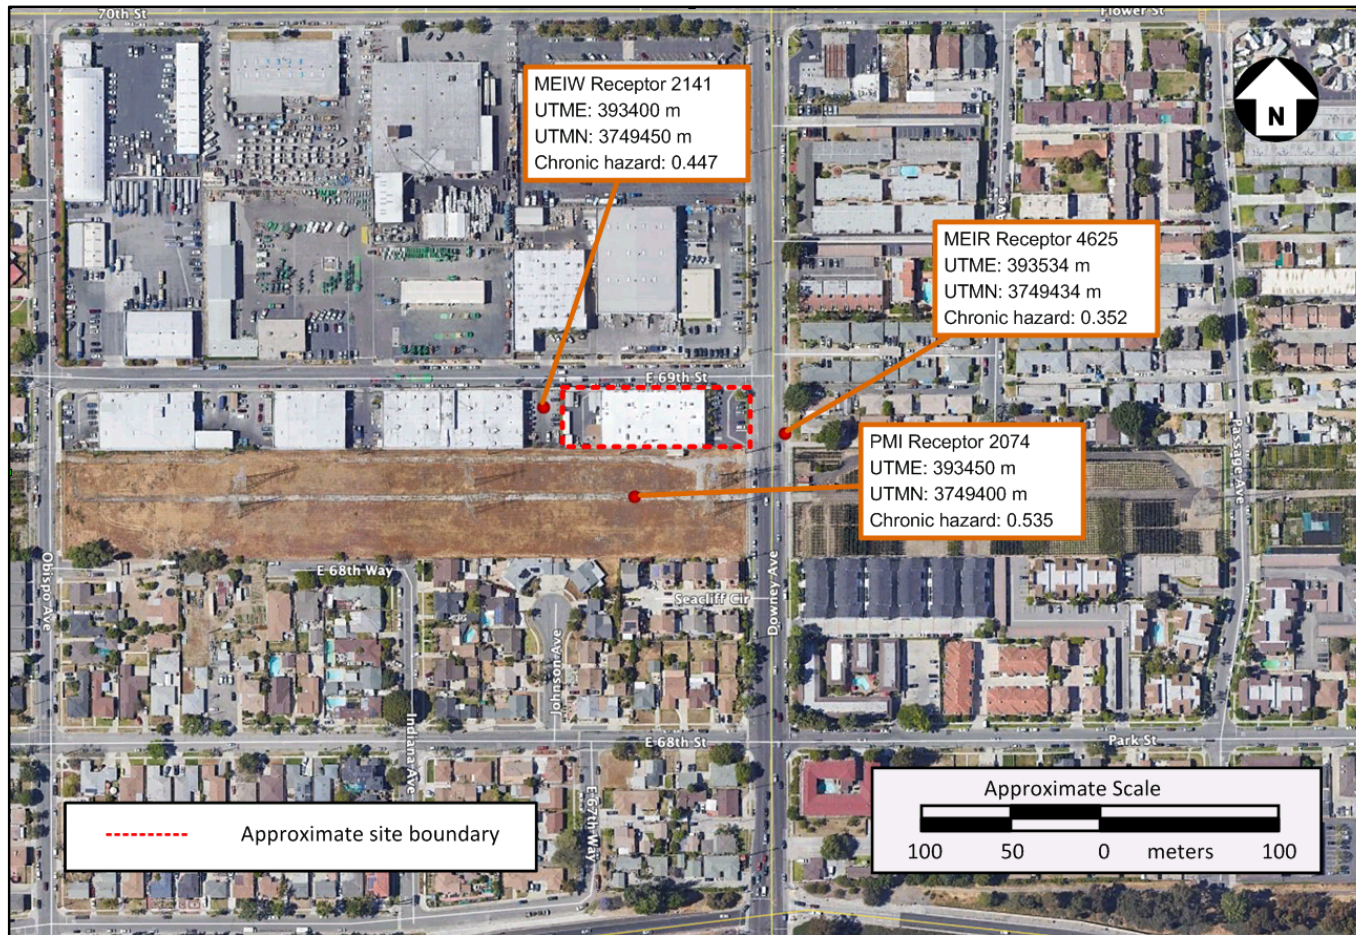 70th St
Flower St
MEIW Receptor 2141
UTME: 393400 m
UTMN: 3749450 m
Chronic hazard: 0.447
N
Ave
MEIR Receptor 4625
UTME: 393534 m
UTMN: 3749434 m
Chronic hazard: 0.352
E 69th St
PMI Receptor 2074
UTME: 393450 m
UTMN: 3749400 m
Chronic hazard: 0.535
Passage Ave
Obispo Ave
E 68th Way
Seacliff Cir
Downey Ave
Johnson Ave
Indiana Ave
E 68th St
Park St
E 67th Way
Approximate site boundary
Approximate Scale
100 50 0 meters 100